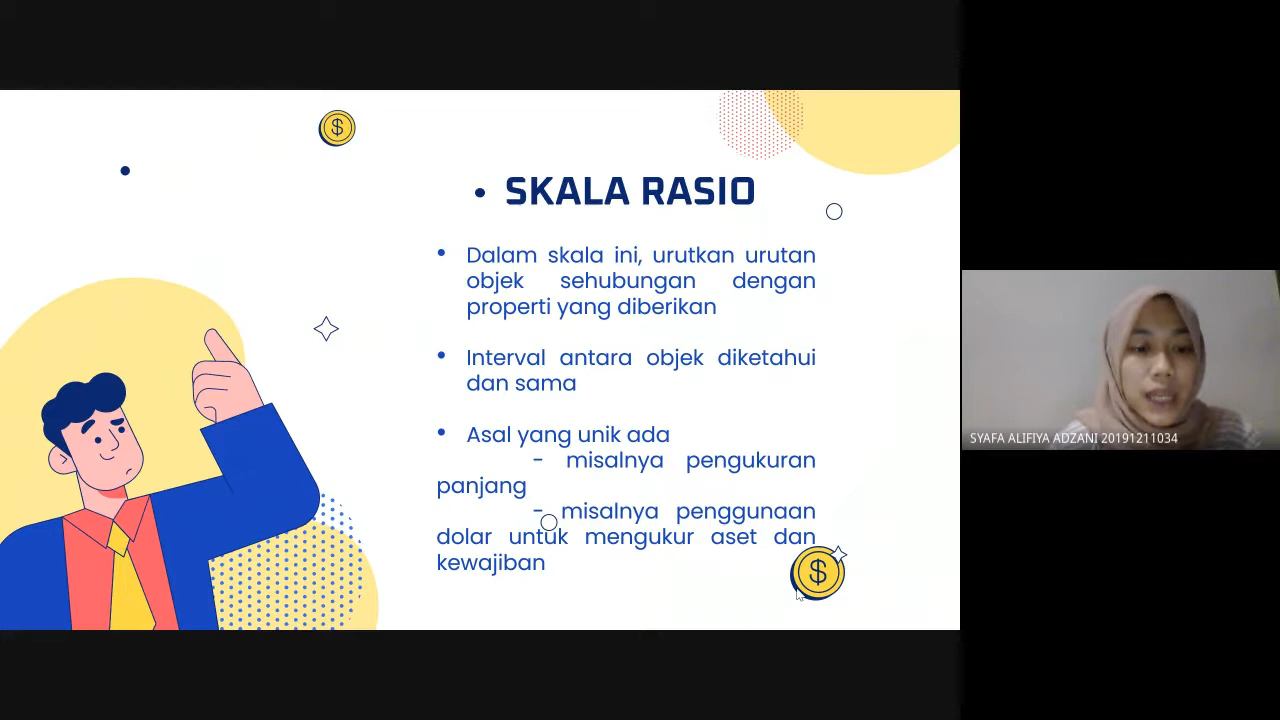 • SKALA RASIO
• Dalam skala ini, urutkan urutan
objek sehubungan dengan
properti yang diberikan
• Interval antara objek diketahui
dan sama
• Asal yang unik ada
- misalnya pengukuran
panjang
- misalnya penggunaan
dolar untuk mengukur aset dan
kewajiban
$
$
SYAFA ALIFIYA ADZANI 20191211034